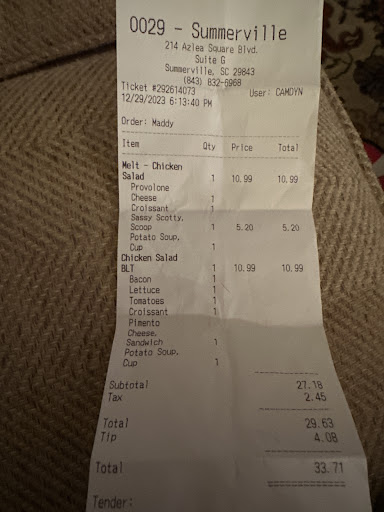 0029 - Summerville
214 Azlea Square Blvd.
Suite G
Summerville, SC 29843
(843) 832-6968
Ticket #292614073 User: CAMDYN
12/29/2023 6:13:40 PM
Order: Maddy
Item Qty Price Total
Melt - Chicken
Salad 1 10.99 10.99
Provolone
Cheese 1
Croissant 1
Sassy Scotty,
Scoop 1 5.20 5.20
Potato Soup,
Cup 1
Chicken Salad
BLT 1 10.99 10.99
Bacon 1
Lettuce 1
Tomatoes 1
Croissant 1
Pimento
Cheese,
Sandwich 1
Potato Soup,
Cup 1
Subtotal 27.18
Tax 2.45
Total 29.63
Tip 4.08
Total 33.71
Tender: